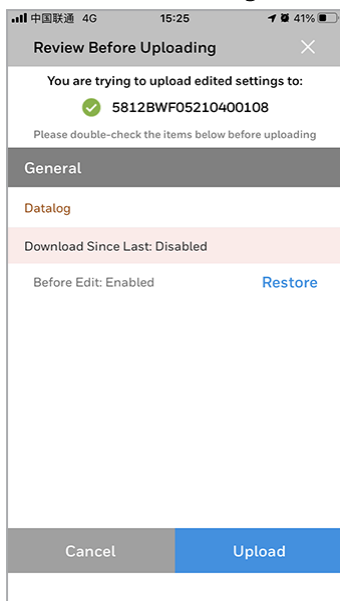 中国联通 4G 15:25 41%
Review Before Uploading
You are trying to upload edited settings to:
5812BWF05210400108
Please double-check the items below before uploading
General
Datalog
Download Since Last: Disabled
Before Edit: Enabled Restore
Cancel Upload